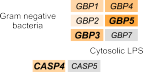 GBP1 GBP4
Gram negative GBP2 GBP5
bacteria
GBP3 GBP7
Cytosolic LPS
CASP4 CASP5